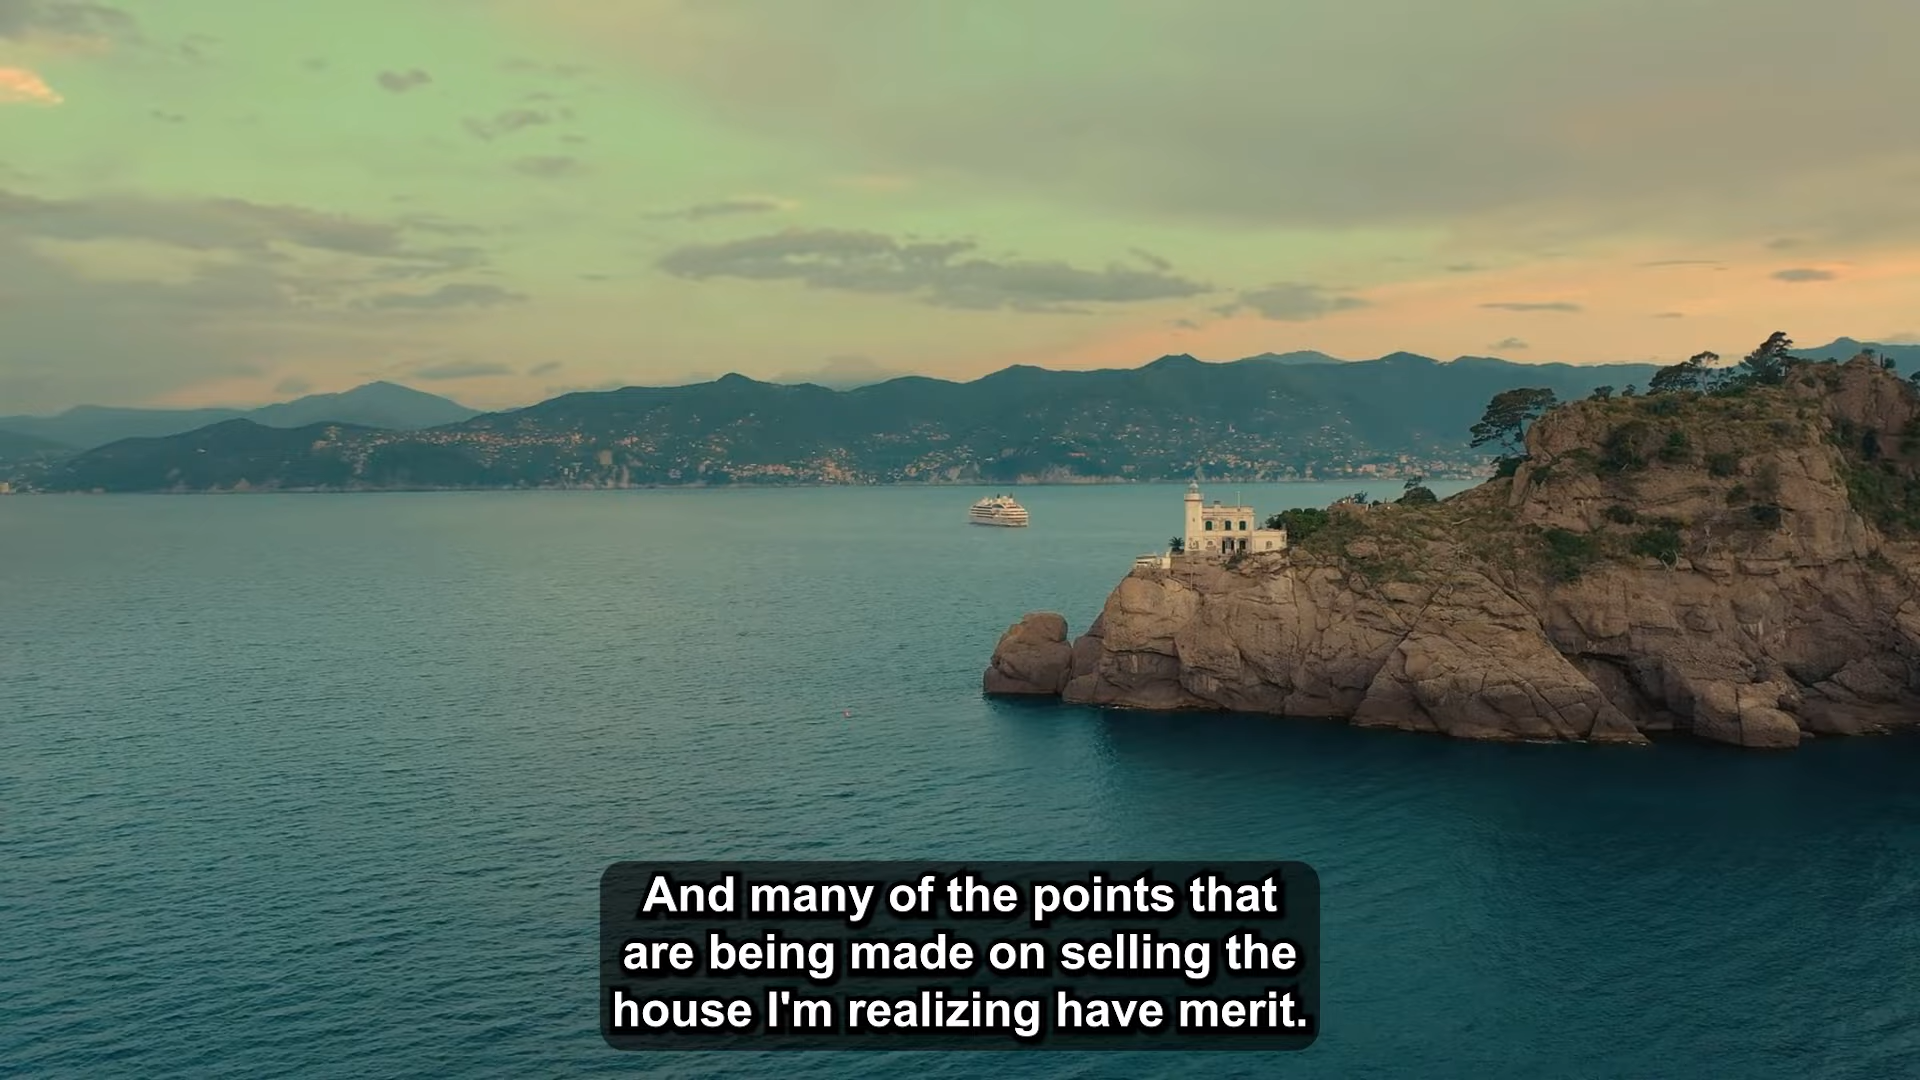 And many of the points that
are being made on selling the
house I'm realizing have merit.